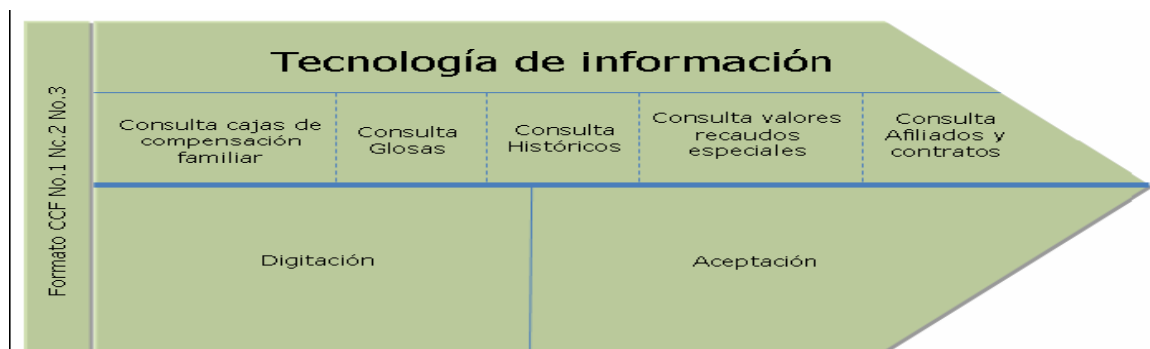 Formato CCF No.1 Nc.2 No.3
Tecnología de información
Consulta cajas de
compensación
familiar
Consulta
Glosas
Consulta
Históricos
Consulta valores
recaudos
especiales
Consulta
Afiliados y
contratos
Digitación
Aceptación